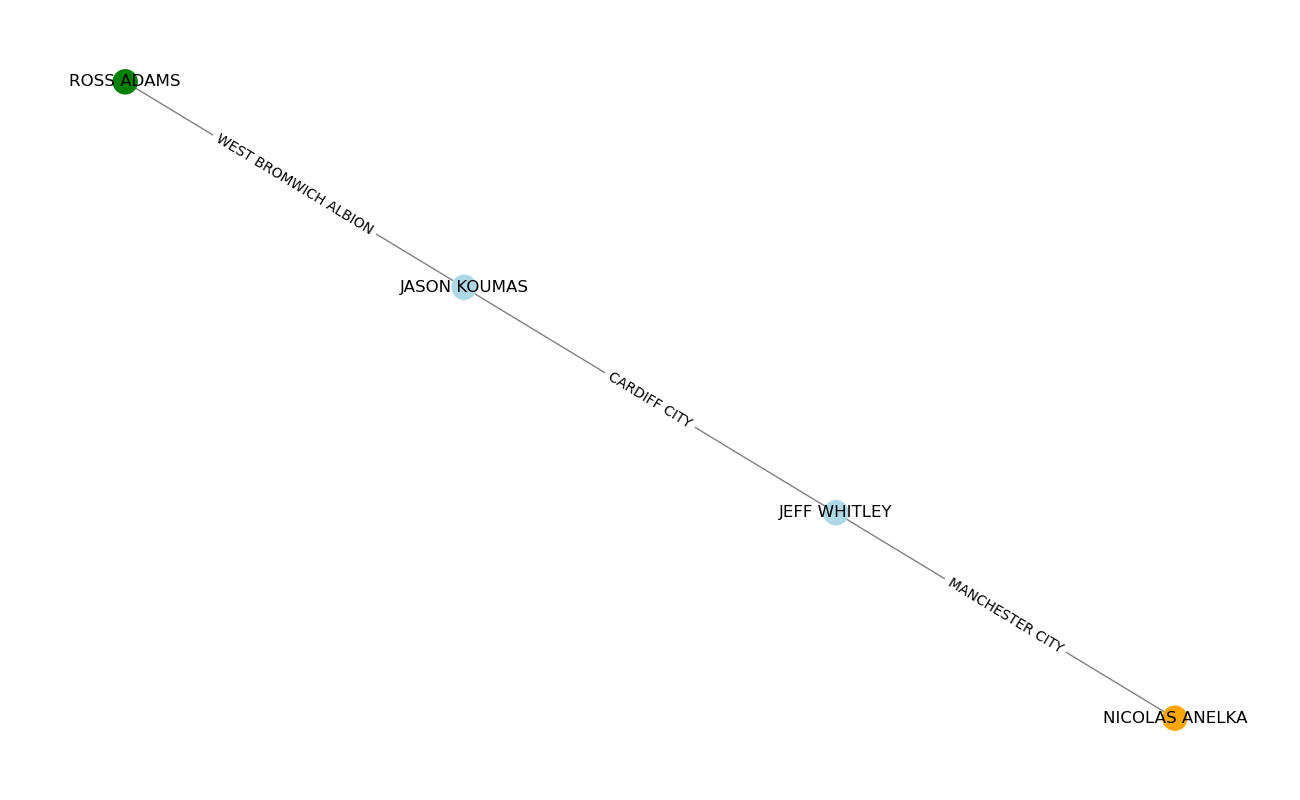 ROSS ADAMS
WEST BROMWICH ALBION
JASON KOUMAS
CARDIFF CITY
JEFF WHITLEY
MANCHESTER CITY
NICOLAS ANELKA